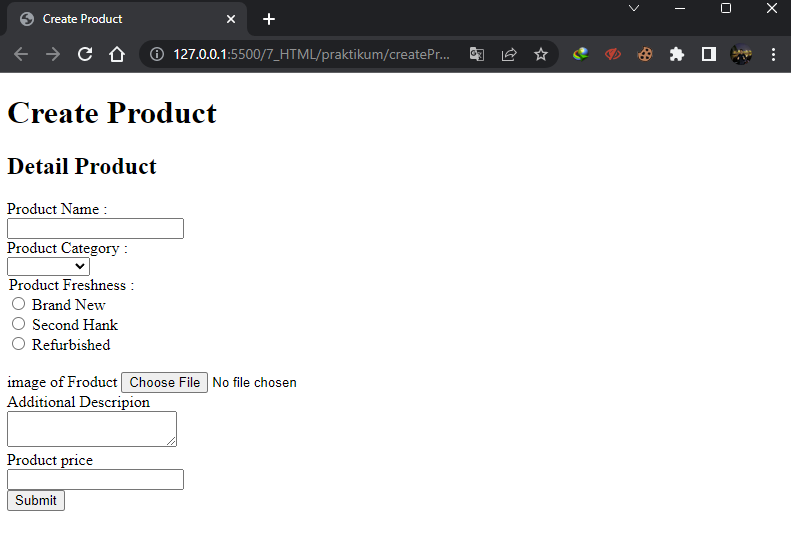 Create Product
127.0.0.1:5500/7_HTML/praktikum/createPr...
Create Product
Detail Product
Product Name :
Product Category :
Product Freshness :
Brand New
Second Hank
Refurbished
image of Froduct Choose File No file chosen
Additional Descripion
Product price
Submit